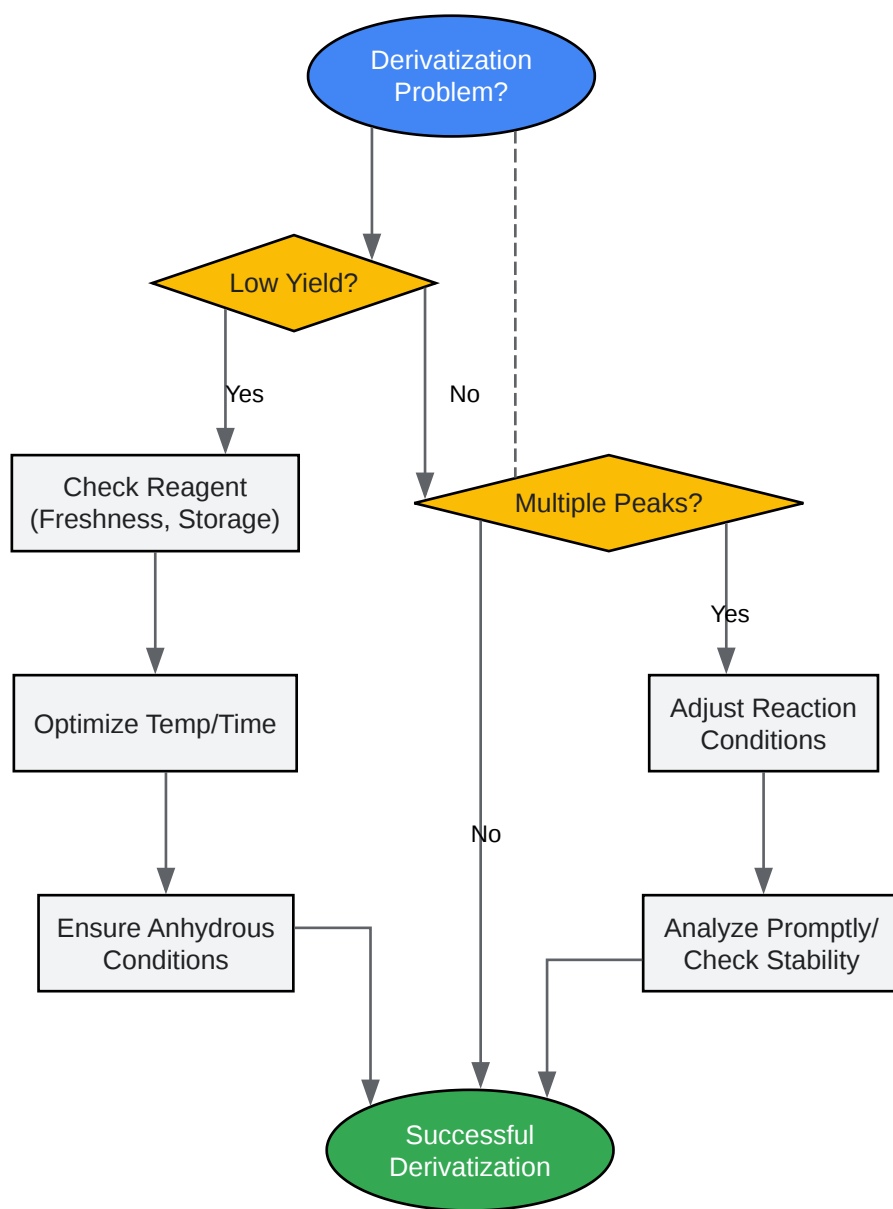 Derivatization
Problem?
Low Yield?
Yes
No
Check Reagent
(Freshness, Storage)
Multiple Peaks?
Yes
Optimize Temp/Time
Adjust Reaction
Conditions
No
Ensure Anhydrous
Conditions
Analyze Promptly/
Check Stability
Successful
Derivatization